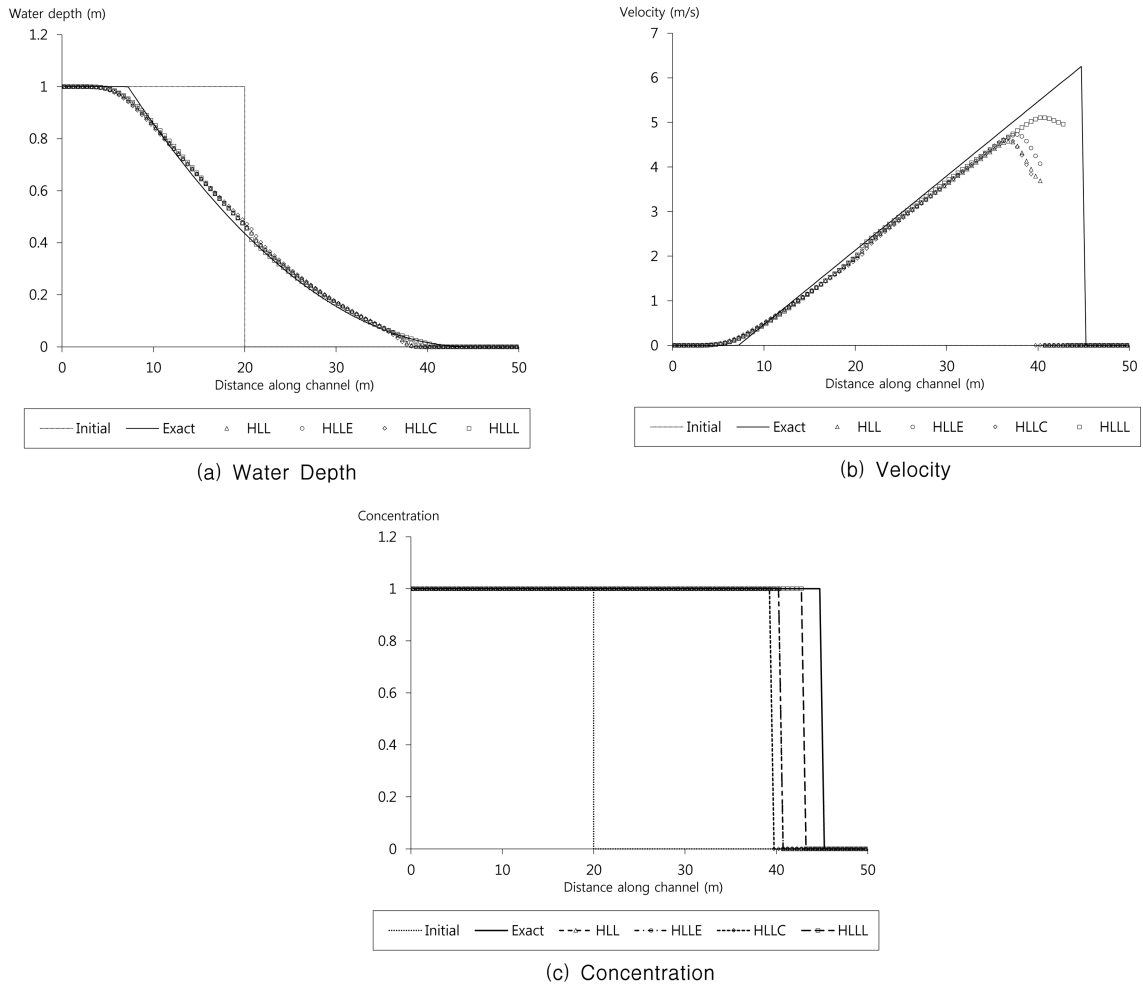 Water depth (m)
1.2
1
0.8
0.6
0.4
0.2
0
0 10 20 30 40 50
Distance along channel (m)
Initial Exact HLL HLLE HLLC HLLL
(a) Water Depth
Velocity (m/s)
7
6
5
4
3
2
1
0
0 10 20 30 40 50
Distance along channel (m)
Initial Exact HLL HLLE HLLC HLLL
(b) Velocity
Concentration
1.2
1
0.8
0.6
0.4
0.2
0
0 10 20 30 40 50
Distance along channel (m)
Initial Exact HLL HLLE HLLC HLLL
(c) Concentration